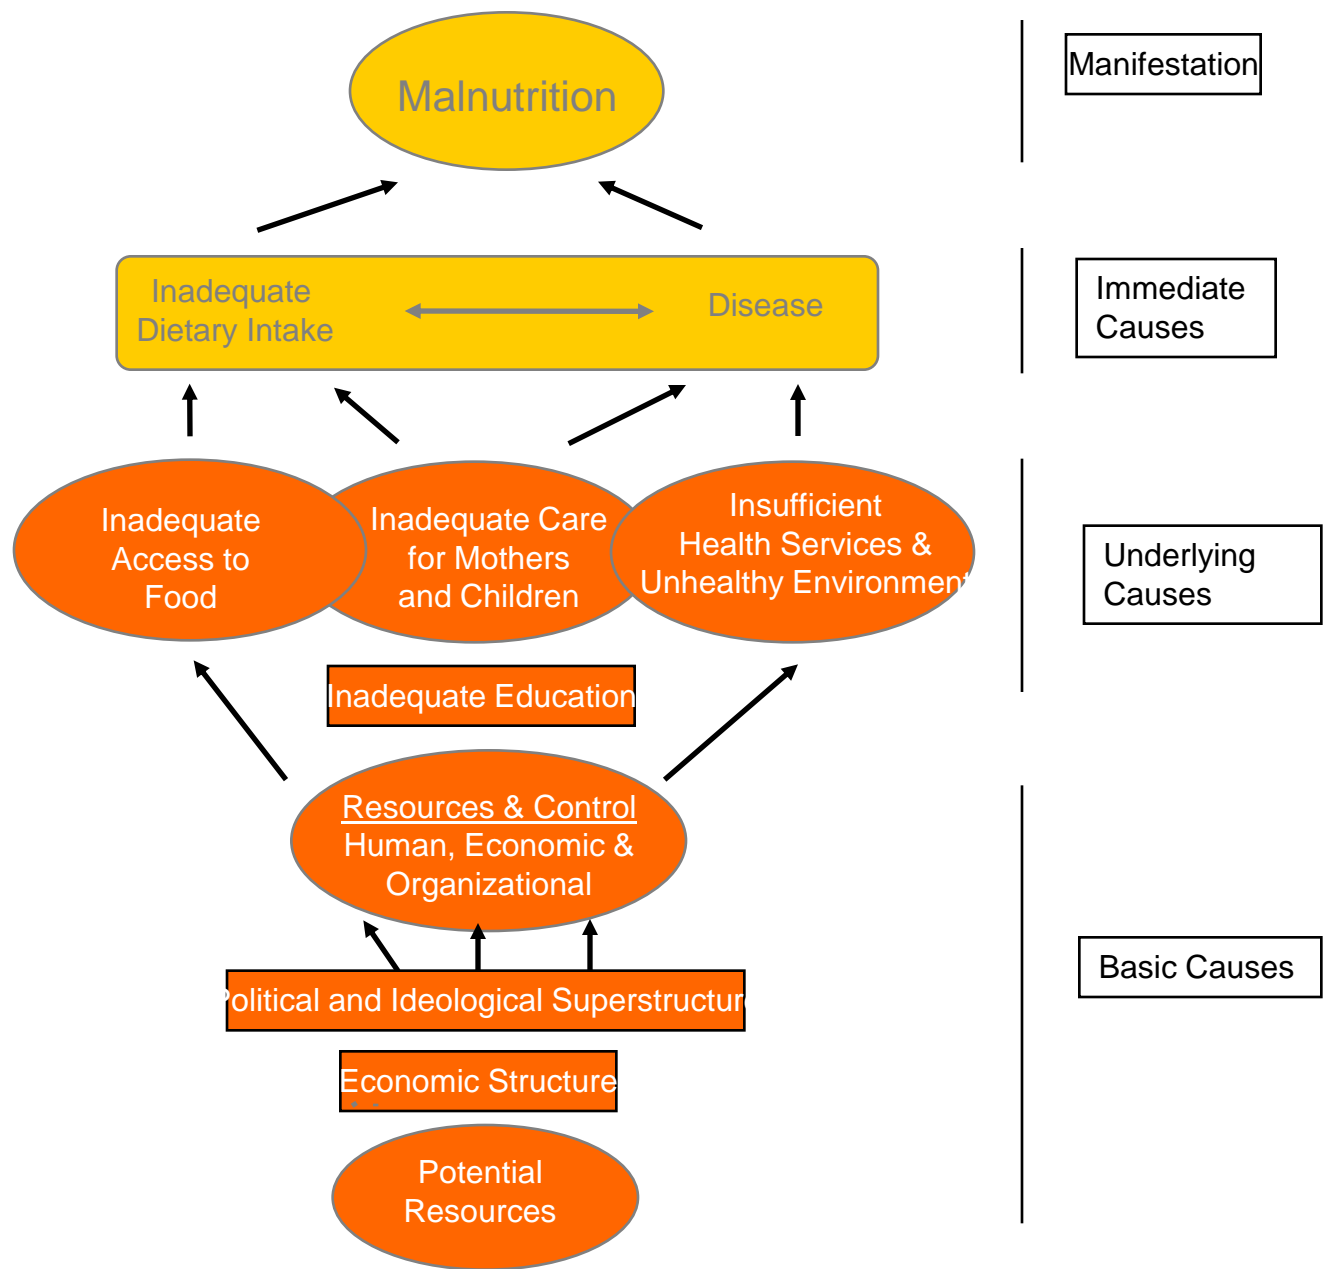 Malnutrition
Manifestation
Inadequate
Dietary Intake
Disease
Immediate
Causes
Inadequate
Access to
Food
Inadequate Care
for Mothers
and Children
Insufficient
Health Services &
Unhealthy Environment
Underlying
Causes
Inadequate Education
Resources & Control
Human, Economic &
Organizational
Political and Ideological Superstructure
Basic Causes
Economic Structure
Potential
Resources